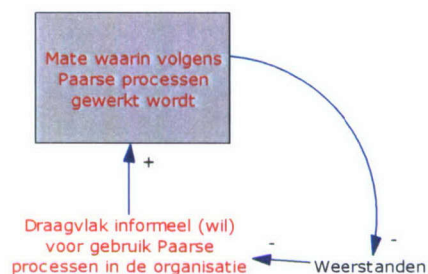 Mate waarin volgens
Paarse processen
gewerkt wordt
+
Draagvlak informeel (wil)
voor gebruik Paarse
processen in de organisatie
-
-
Weerstanden